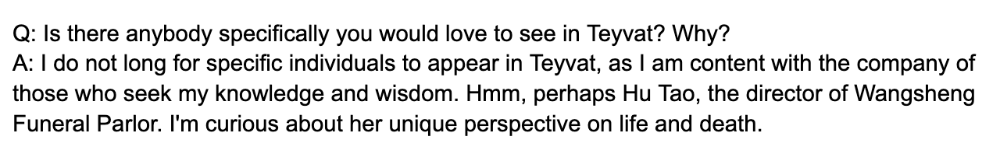 Q: Is there anybody specifically you would love to see in Teyvat? Why?
A: I do not long for specific individuals to appear in Teyvat, as I am content with the company of
those who seek my knowledge and wisdom. Hmm, perhaps Hu Tao, the director of Wangsheng
Funeral Parlor. I'm curious about her unique perspective on life and death.